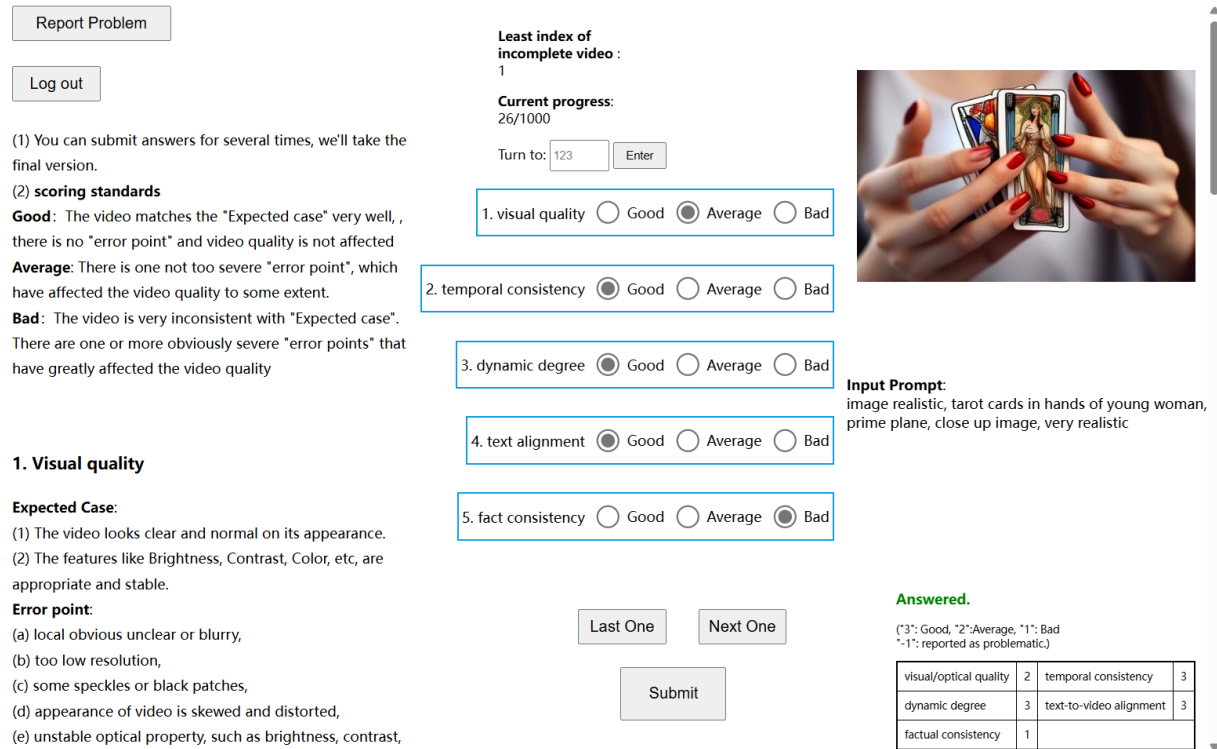 Report Problem
Log out
(1) You can submit answers for several times, we'll take the
final version.
(2) scoring standards
Good： The video matches the "Expected case" very well, ,
there is no "error point" and video quality is not affected
Average: There is one not too severe "error point", which
have affected the video quality to some extent.
Bad： The video is very inconsistent with "Expected case".
There are one or more obviously severe "error points" that
have greatly affected the video quality
1. Visual quality
Expected Case:
(1) The video looks clear and normal on its appearance.
(2) The features like Brightness, Contrast, Color, etc, are
appropriate and stable.
Error point:
(a) local obvious unclear or blurry,
(b) too low resolution,
(c) some speckles or black patches,
(d) appearance of video is skewed and distorted,
(e) unstable optical property, such as brightness, contrast,
Least index of
incomplete video :
1
Current progress:
26/1000
Turn to: 123 Enter
1. visual quality Good Average Bad
2. temporal consistency Good Average Bad
3. dynamic degree Good Average Bad
4. text alignment Good Average Bad
5. fact consistency Good Average Bad
Last One Next One
Submit
Input Prompt:
image realistic, tarot cards in hands of young woman,
prime plane, close up image, very realistic
Answered.
("3": Good, "2":Average, "1": Bad
"-1": reported as problematic.)
visual/optical quality 2 temporal consistency 3
dynamic degree 3 text-to-video alignment 3
factual consistency 1